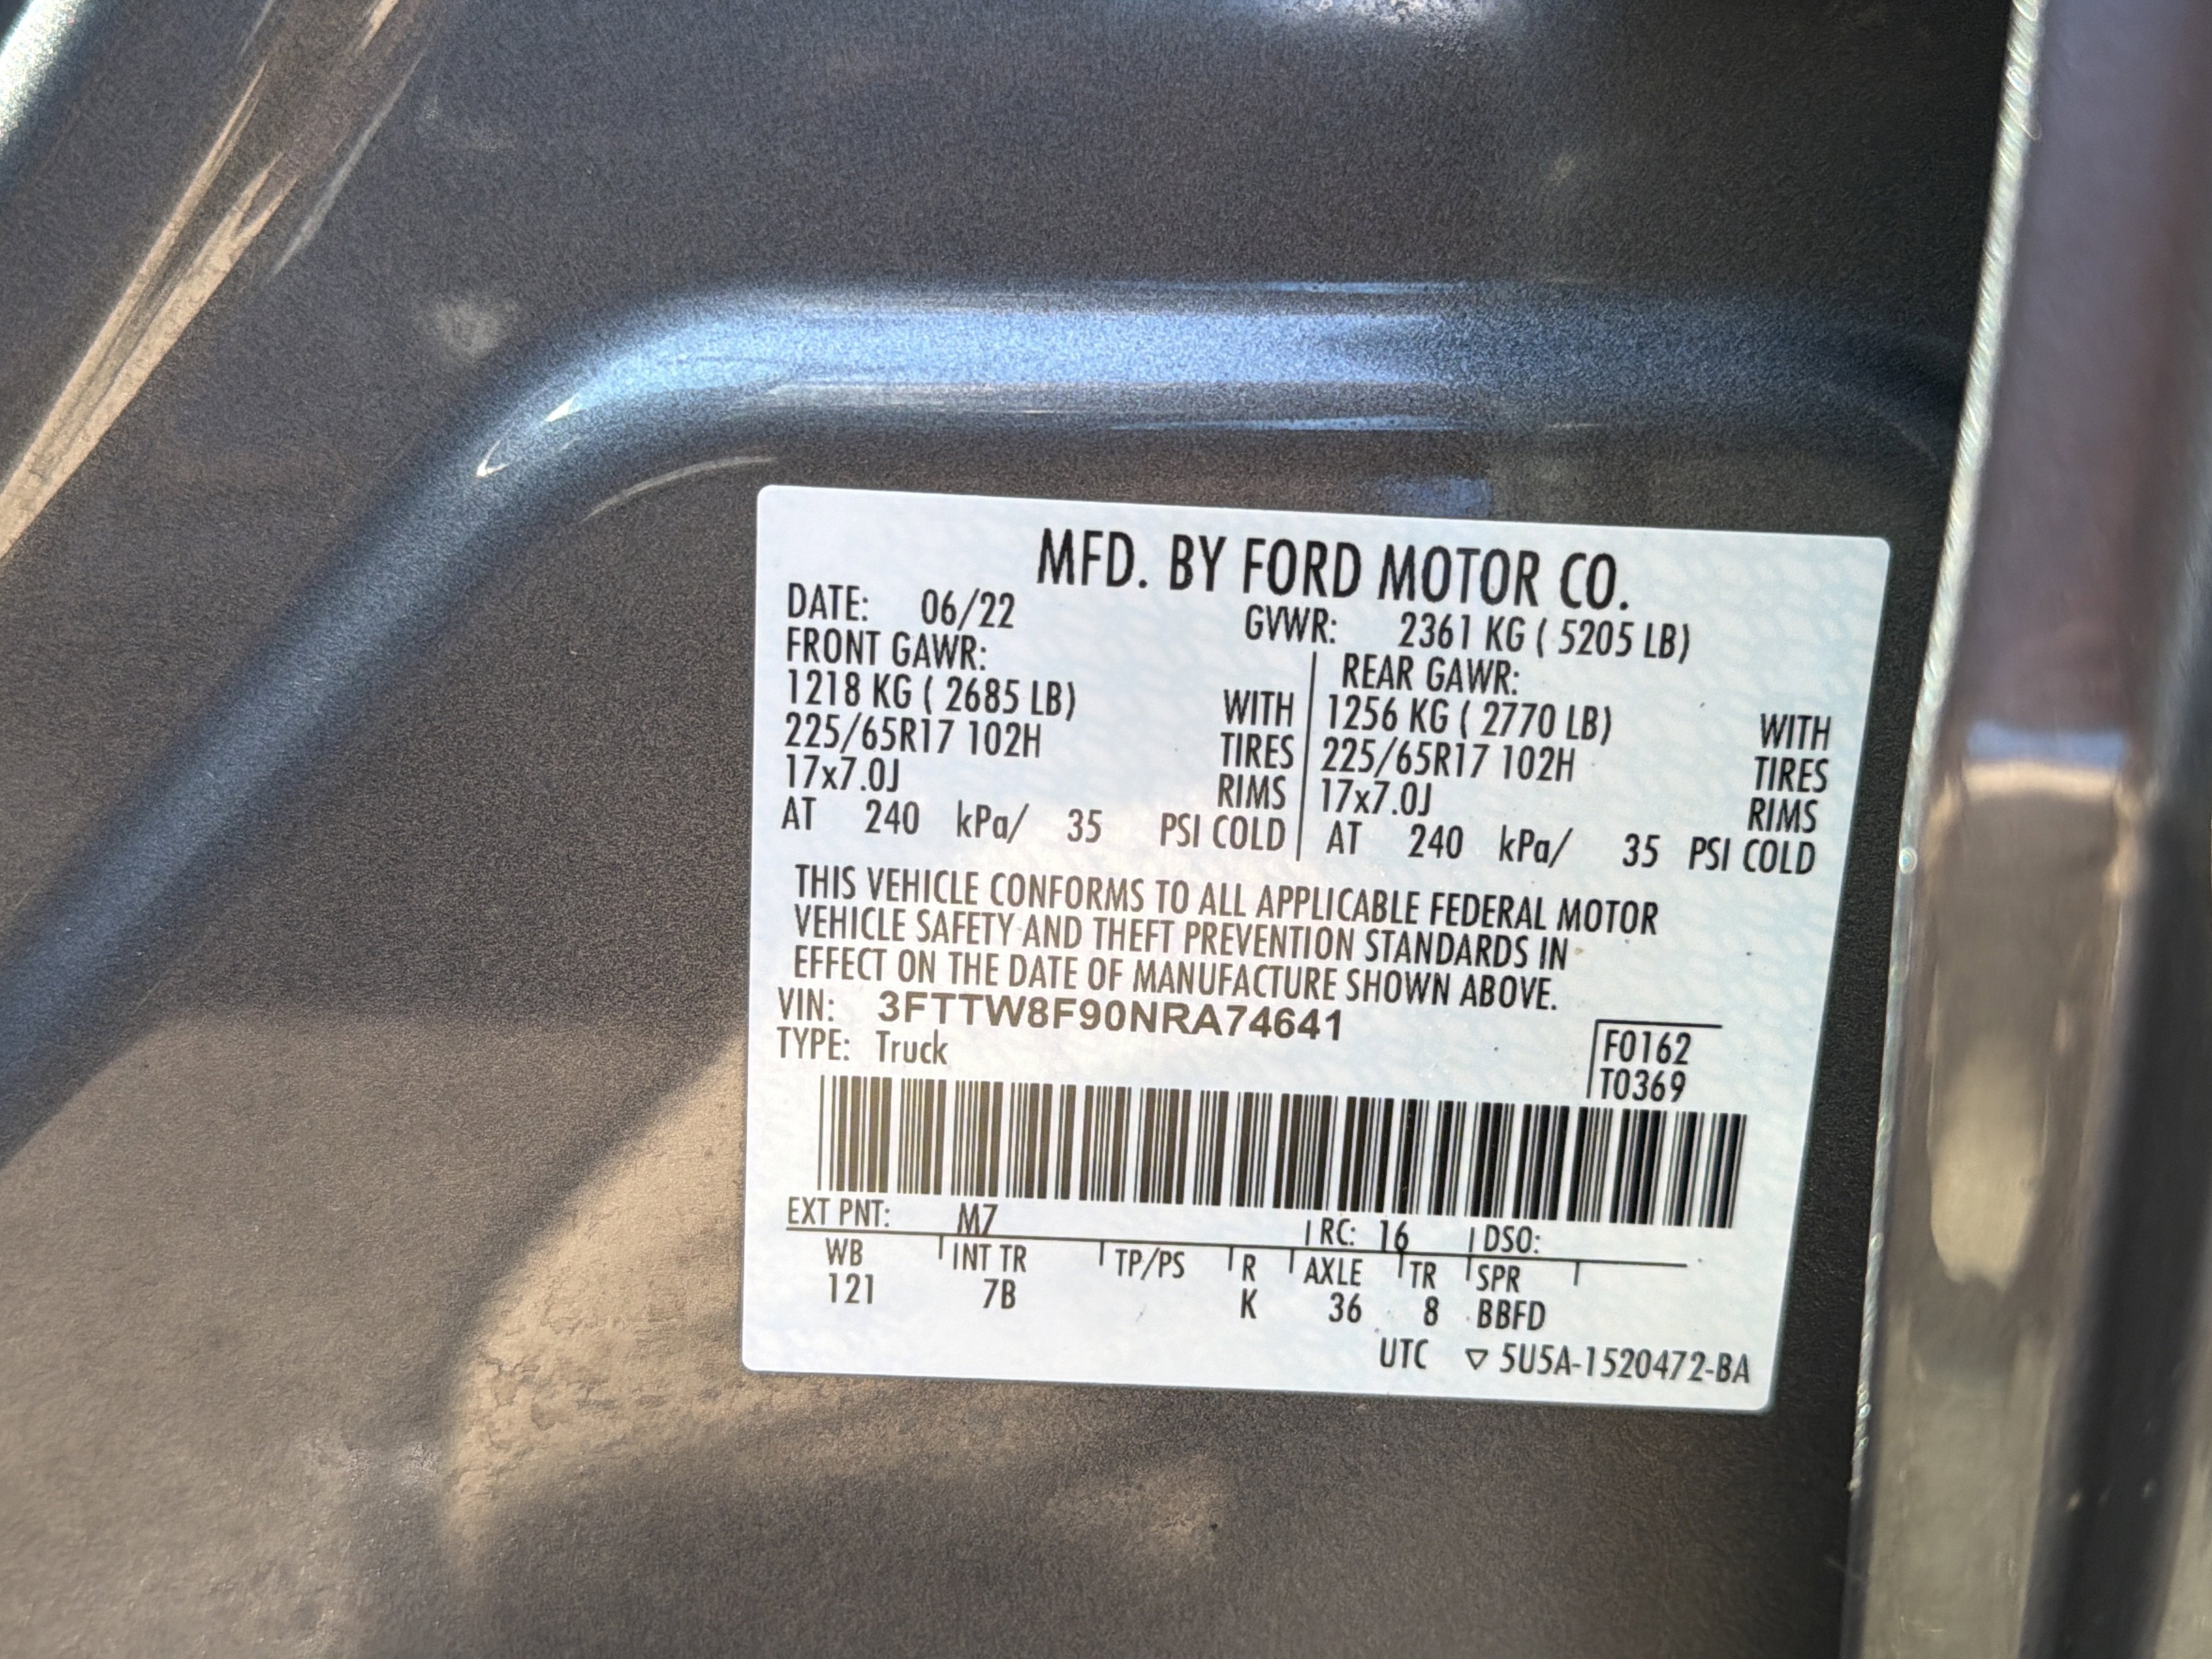 MFD. BY FORD MOTOR CO.
DATE: 06/22 GVWR: 2361 KG ( 5205 LB)
FRONT GAWR: REAR GAWR:
1218 KG ( 2685 LB) WITH 1256 KG ( 2770 LB) WITH
225/65R17 102H TIRES 225/65R17 102H TIRES
17x7.0J RIMS 17x7.0J RIMS
AT 240 kPa/ 35 PSI COLD AT 240 kPa/ 35 PSI COLD
THIS VEHICLE CONFORMS TO ALL APPLICABLE FEDERAL MOTOR
VEHICLE SAFETY AND THEFT PREVENTION STANDARDS IN
EFFECT ON THE DATE OF MANUFACTURE SHOWN ABOVE.
VIN: 3FTTW8F90NRA74641
TYPE: Truck
F0162
T0369
EXT PNT: M7 RC: 16 DSO:
WB INT TR TP/PS R AXLE TR SPR
121 7B K 36 8 BBFD
UTC ▽ 5U5A-1520472-BA